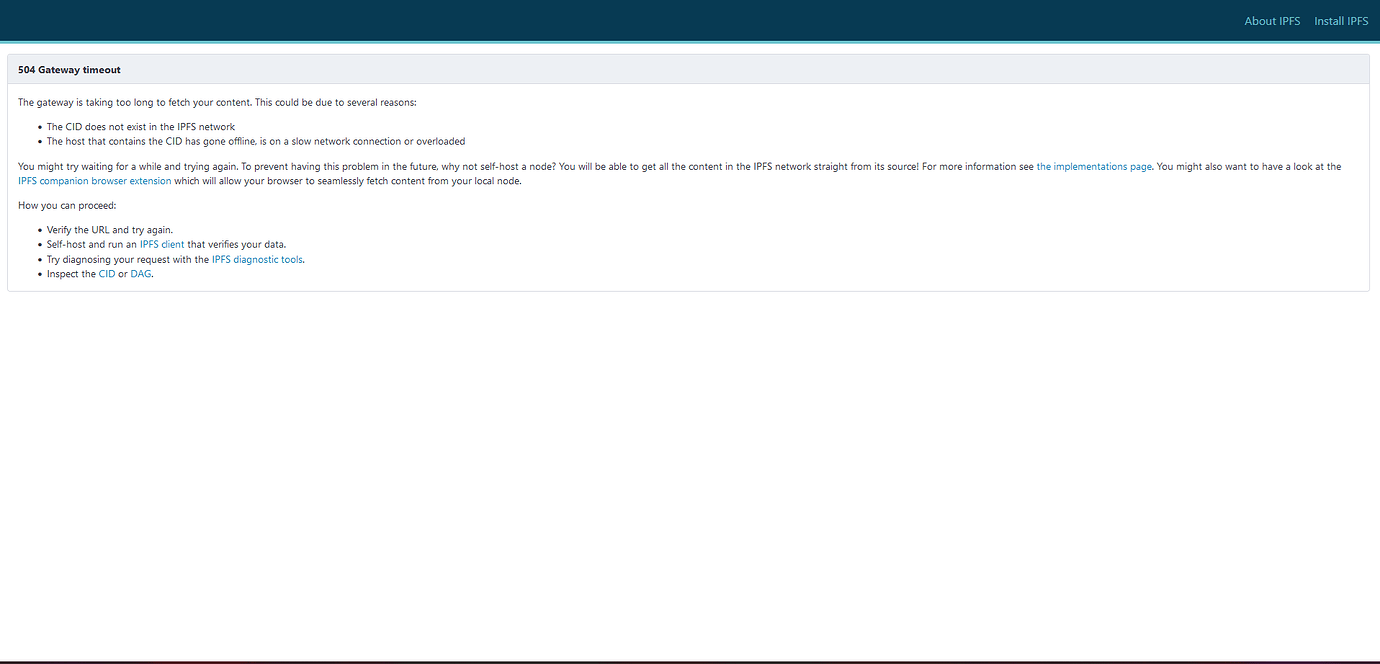 About IPFS Install IPFS
504 Gateway timeout
The gateway is taking too long to fetch your content. This could be due to several reasons:
• The CID does not exist in the IPFS network
• The host that contains the CID has gone offline, is on a slow network connection or overloaded
You might try waiting for a while and trying again. To prevent having this problem in the future, why not self-host a node? You will be able to get all the content in the IPFS network straight from its source! For more information see the implementations page. You might also want to have a look at the
IPFS companion browser extension which will allow your browser to seamlessly fetch content from your local node.
How you can proceed:
• Verify the URL and try again.
• Self-host and run an IPFS client that verifies your data.
• Try diagnosing your request with the IPFS diagnostic tools.
• Inspect the CID or DAG.